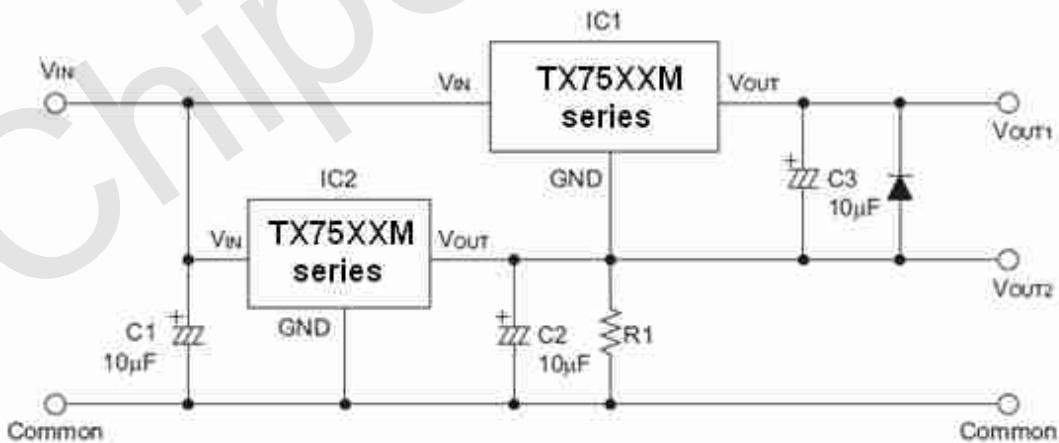 Chip
IC1
VIN
VIN
TX75XXM
series
VOUT
VOUT1
GND
C3
10µF
IC2
VIN
TX75XXM
series
VOUT
VOUT2
GND
C1
10µF
C2
10µF
R1
Common
Common